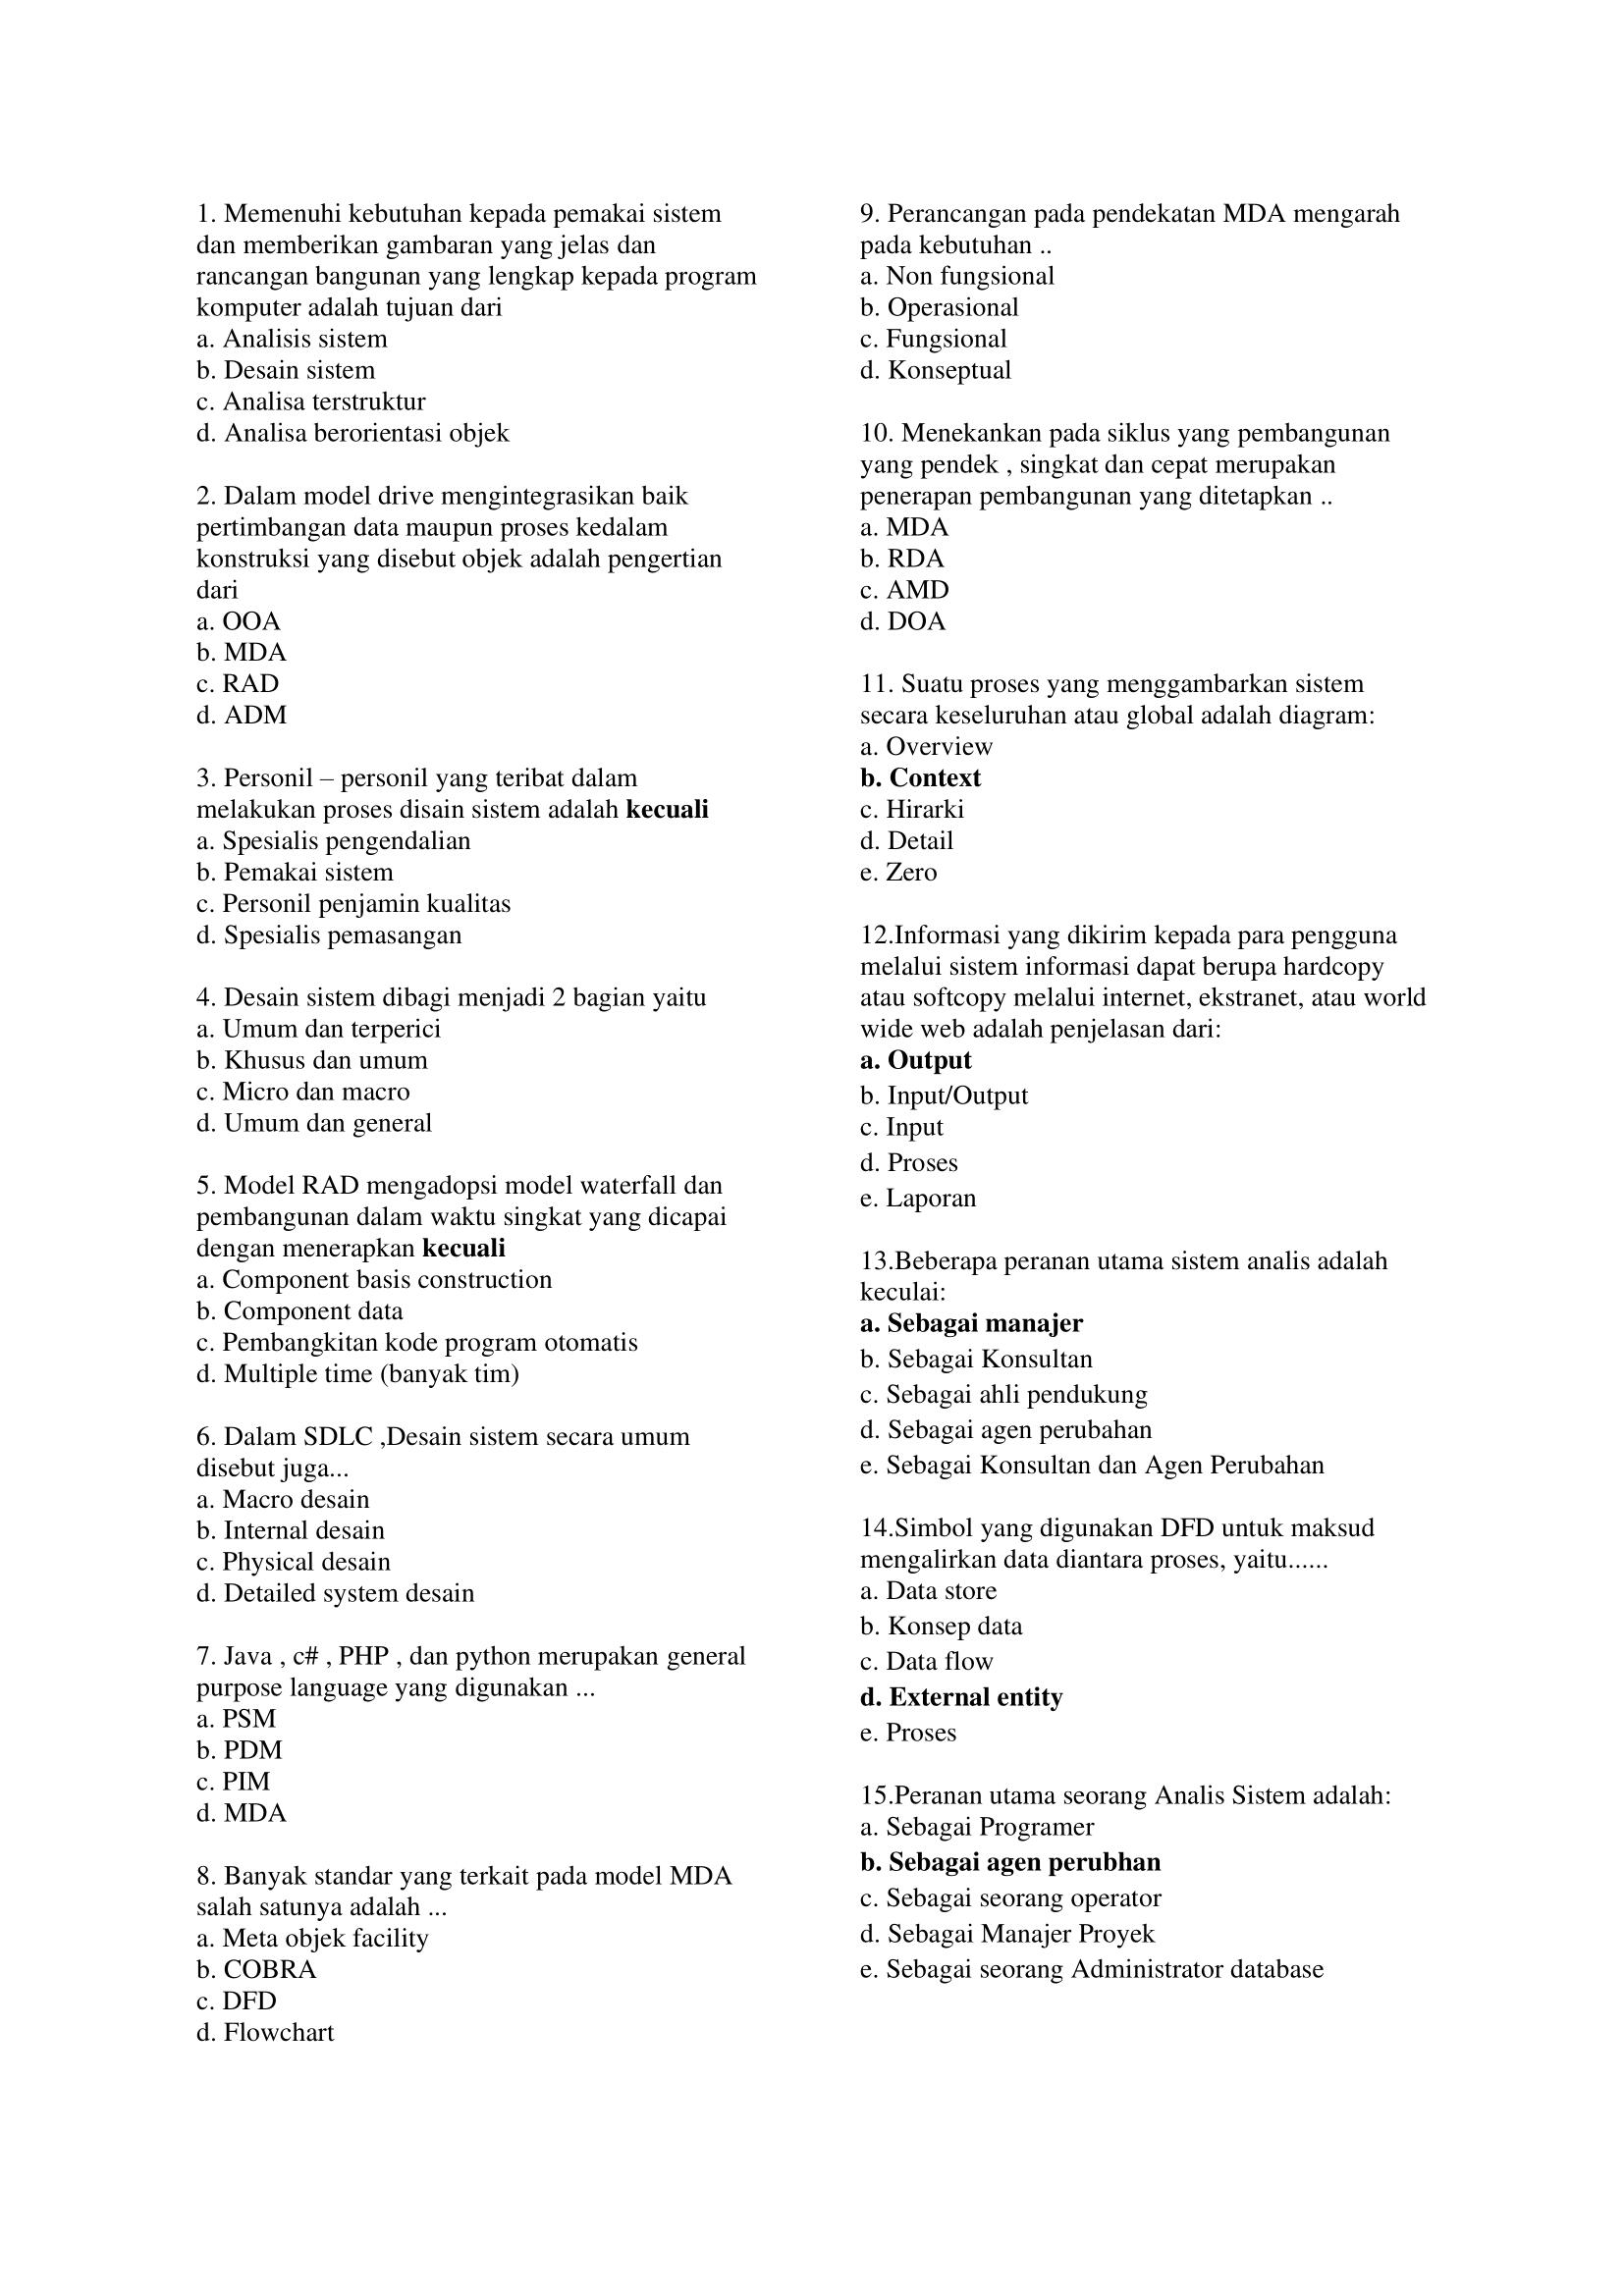 1. Memenuhi kebutuhan kepada pemakai sistem
dan memberikan gambaran yang jelas dan
rancangan bangunan yang lengkap kepada program
komputer adalah tujuan dari
a. Analisis sistem
b. Desain sistem
c. Analisa terstruktur
d. Analisa berorientasi objek
2. Dalam model drive mengintegrasikan baik
pertimbangan data maupun proses kedalam
konstruksi yang disebut objek adalah pengertian
dari
a. OOA
b. MDA
c. RAD
d. ADM
3. Personil – personil yang teribat dalam
melakukan proses disain sistem adalah kecuali
a. Spesialis pengendalian
b. Pemakai sistem
c. Personil penjamin kualitas
d. Spesialis pemasangan
4. Desain sistem dibagi menjadi 2 bagian yaitu
a. Umum dan terperici
b. Khusus dan umum
c. Micro dan macro
d. Umum dan general
5. Model RAD mengadopsi model waterfall dan
pembangunan dalam waktu singkat yang dicapai
dengan menerapkan kecuali
a. Component basis construction
b. Component data
c. Pembangkitan kode program otomatis
d. Multiple time (banyak tim)
6. Dalam SDLC ,Desain sistem secara umum
disebut juga...
a. Macro desain
b. Internal desain
c. Physical desain
d. Detailed system desain
7. Java , c# , PHP , dan python merupakan general
purpose language yang digunakan ...
a. PSM
b. PDM
c. PIM
d. MDA
8. Banyak standar yang terkait pada model MDA
salah satunya adalah ...
a. Meta objek facility
b. COBRA
c. DFD
d. Flowchart
9. Perancangan pada pendekatan MDA mengarah
pada kebutuhan ..
a. Non fungsional
b. Operasional
c. Fungsional
d. Konseptual
10. Menekankan pada siklus yang pembangunan
yang pendek , singkat dan cepat merupakan
penerapan pembangunan yang ditetapkan ..
a. MDA
b. RDA
c. AMD
d. DOA
11. Suatu proses yang menggambarkan sistem
secara keseluruhan atau global adalah diagram:
a. Overview
b. Context
c. Hirarki
d. Detail
e. Zero
12.Informasi yang dikirim kepada para pengguna
melalui sistem informasi dapat berupa hardcopy
atau softcopy melalui internet, ekstranet, atau world
wide web adalah penjelasan dari:
a. Output
b. Input/Output
c. Input
d. Proses
e. Laporan
13.Beberapa peranan utama sistem analis adalah
keculai:
a. Sebagai manajer
b. Sebagai Konsultan
c. Sebagai ahli pendukung
d. Sebagai agen perubahan
e. Sebagai Konsultan dan Agen Perubahan
14.Simbol yang digunakan DFD untuk maksud
mengalirkan data diantara proses, yaitu......
a. Data store
b. Konsep data
c. Data flow
d. External entity
e. Proses
15.Peranan utama seorang Analis Sistem adalah:
a. Sebagai Programer
b. Sebagai agen perubhan
c. Sebagai seorang operator
d. Sebagai Manajer Proyek
e. Sebagai seorang Administrator database